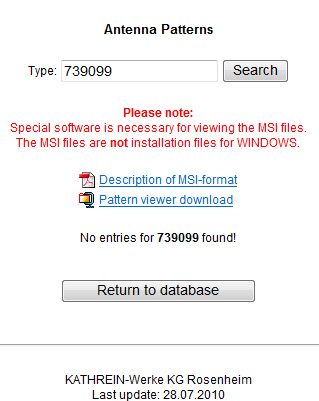 Antenna Patterns
Type: 739099 Search
Please note:
Special software is necessary for viewing the MSI files.
The MSI files are not installation files for WINDOWS.
Description of MSI-format
Pattern viewer download
No entries for 739099 found!
Return to database
KATHREIN-Werke KG Rosenheim
Last update: 28.07.2010